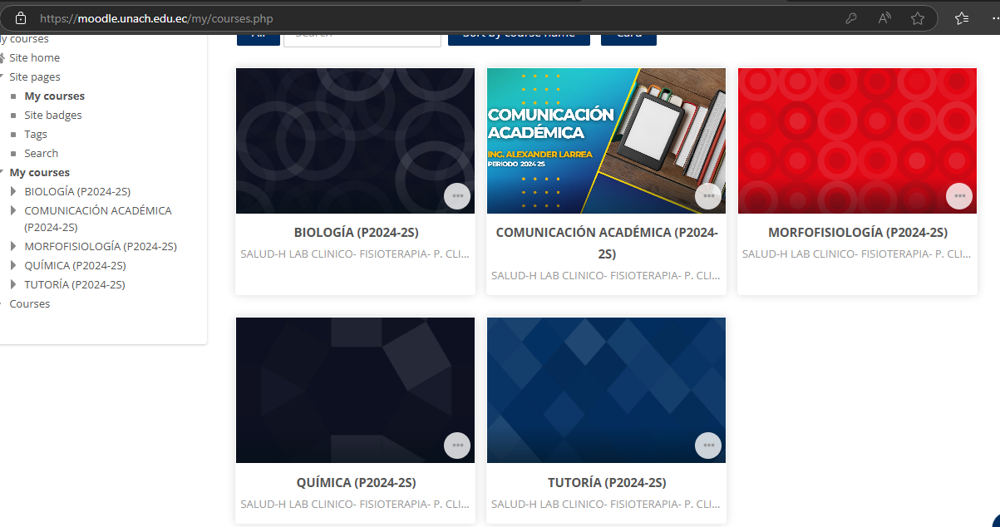 https://moodle.unach.edu.ec/my/courses.php
My courses
Site home
Site pages
My courses
Site badges
Tags
Search
My courses
BIOLOGÍA (P2024-2S)
COMUNICACIÓN ACADÉMICA
(P2024-2S)
MORFOFISIOLOGÍA (P2024-2S)
QUÍMICA (P2024-2S)
TUTORÍA (P2024-2S)
Courses
All
Search
Sort by course name
Card
COMUNICACIÓN
ACADÉMICA
ING. ALEXANDER LARREA
PERIODO 2024 2S
BIOLOGÍA (P2024-2S)
SALUD-H LAB CLINICO- FISIOTERAPIA- P. CLI...
COMUNICACIÓN ACADÉMICA (P2024-
2S)
SALUD-H LAB CLINICO- FISIOTERAPIA- P. CLI...
MORFOFISIOLOGÍA (P2024-2S)
SALUD-H LAB CLINICO- FISIOTERAPIA- P. CLI...
QUÍMICA (P2024-2S)
SALUD-H LAB CLINICO- FISIOTERAPIA- P. CLI...
TUTORÍA (P2024-2S)
SALUD-H LAB CLINICO- FISIOTERAPIA- P. CLI...